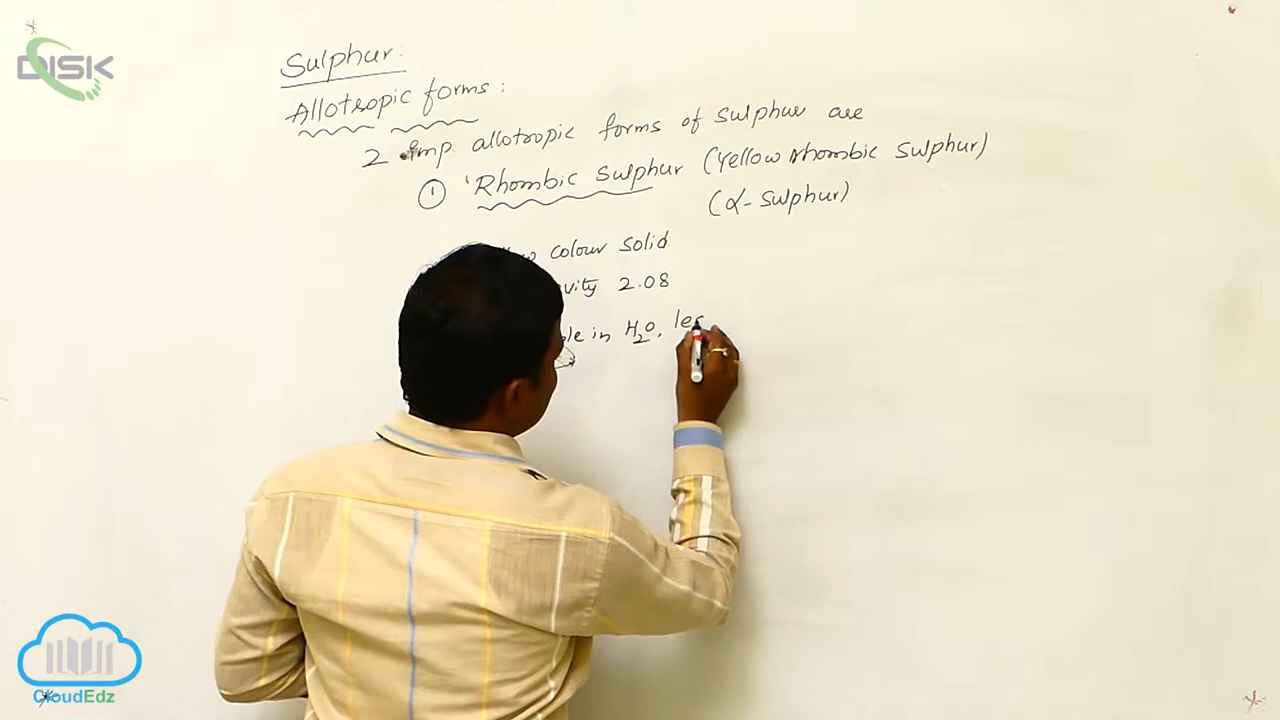 DISK
Sulphur:
Allotropic forms:
2 Imp. allotropic forms of sulphur are
① Rhombic Sulphur (Yellow rhombic sulphur)
(α- sulphur)
colour solid
2.08
in H2O, les
CloudEdz